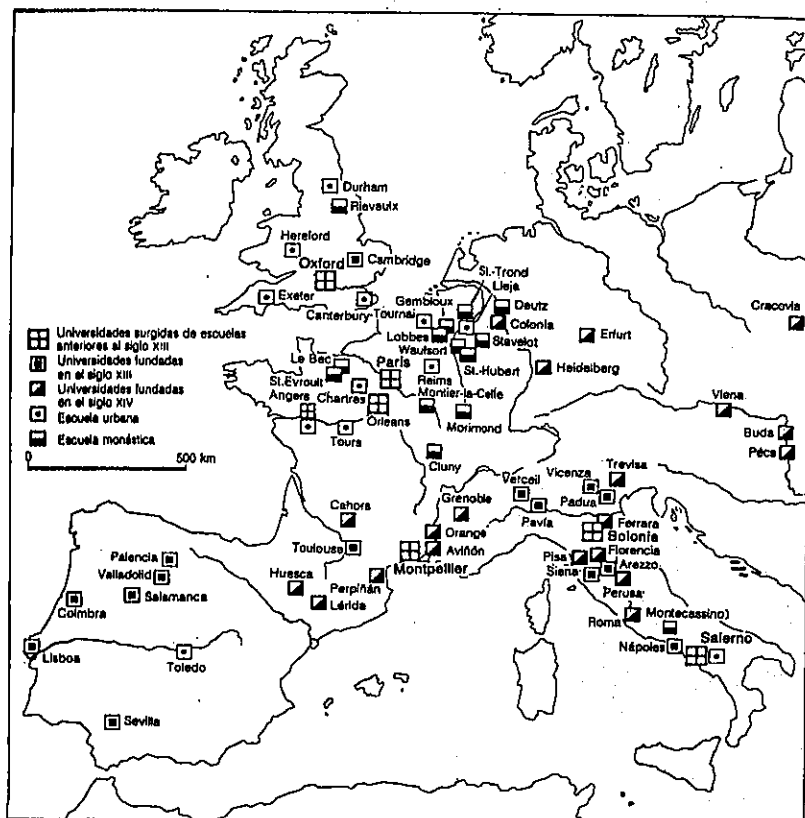 Durham
Rievaulx
Hereford
Oxford
Cambridge
St.-Trond
Lieja
Exeter
Gembloux
Deutz
Canterbury
Tournai
Colonia
Cracovia
Lobbes
Stavelot
Erfurt
Waulsort
Universidades surgidas de escuelas
anteriores al siglo XIII
Universidades fundadas
en el siglo XIII
Universidades fundadas
en el siglo XIV
Escuela urbana
Escuela monástica
500 km
0
Le Bec
París
St.-Hubert
Heidelberg
St.Evroult
Reims
Angers
Chartres
Montier-la-Celle
Orleans
Morimond
Viena
Tours
Buda
Pécs
Cluny
Verceil
Vicenza
Trevisa
Grenoble
Padua
Cahora
Pavía
Orange
Ferrara
Bolonia
Toulouse
Aviñón
Palencia
Montpellier
Pisa
Florencia
Valladolid
Huesca
Perpiñán
Siena
Arezzo
Salamanca
Perusa
Coimbra
Lérida
Roma
Montecassino)
Lisboa
Toledo
Nápoles
Salerno
Sevilla